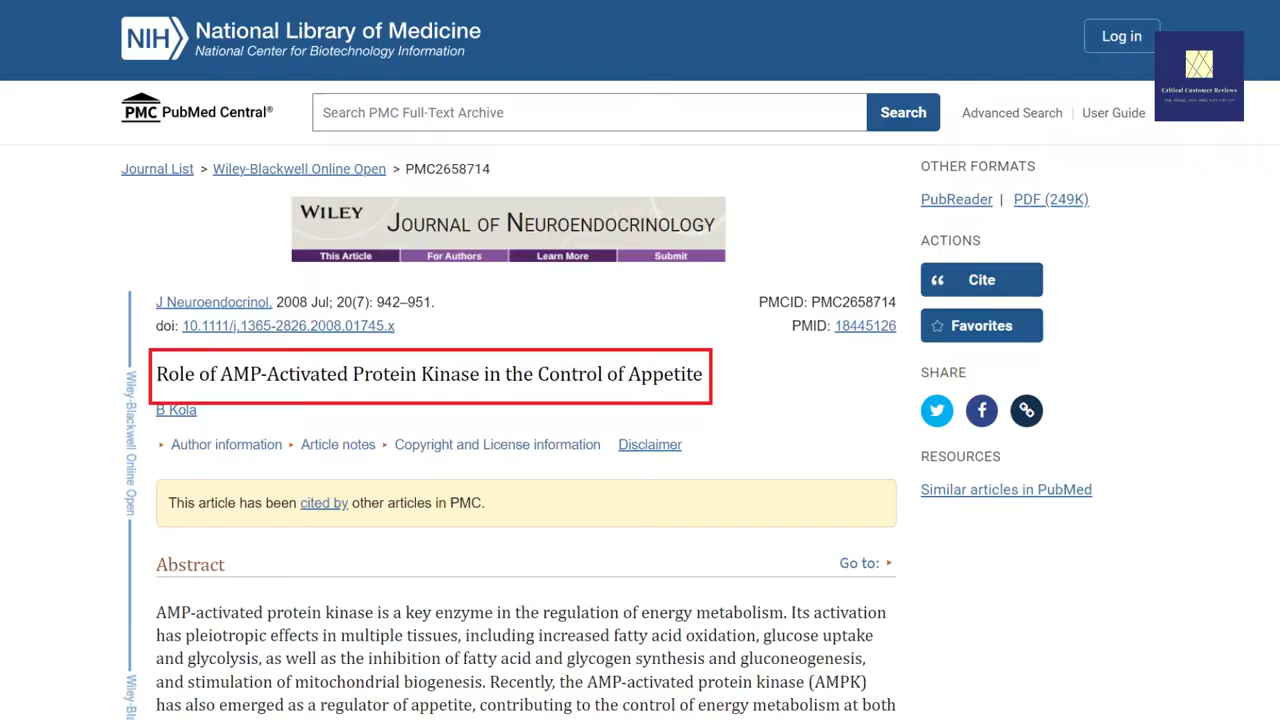 NIH National Library of Medicine
National Center for Biotechnology Information
Log in
Critical Customer Reviews
PMC PubMed Central®
Search PMC Full-Text Archive
Search
Advanced Search | User Guide
Journal List > Wiley-Blackwell Online Open > PMC2658714
WILEY
JOURNAL OF NEUROENDOCRINOLOGY
This Article
For Authors
Learn More
Submit
J Neuroendocrinol. 2008 Jul; 20(7): 942–951.
PMCID: PMC2658714
doi: 10.1111/j.1365-2826.2008.01745.x
PMID: 18445126
Role of AMP-Activated Protein Kinase in the Control of Appetite
B Kola
Author information Article notes Copyright and License information Disclaimer
This article has been cited by other articles in PMC.
Abstract
Go to:
AMP-activated protein kinase is a key enzyme in the regulation of energy metabolism. Its activation
has pleiotropic effects in multiple tissues, including increased fatty acid oxidation, glucose uptake
and glycolysis, as well as the inhibition of fatty acid and glycogen synthesis and gluconeogenesis,
and stimulation of mitochondrial biogenesis. Recently, the AMP-activated protein kinase (AMPK)
has also emerged as a regulator of appetite, contributing to the control of energy metabolism at both
Wiley-Blackwell Online Open
Wiley-Bla
OTHER FORMATS
PubReader | PDF (249K)
ACTIONS
Cite
Favorites
SHARE
RESOURCES
Similar articles in PubMed